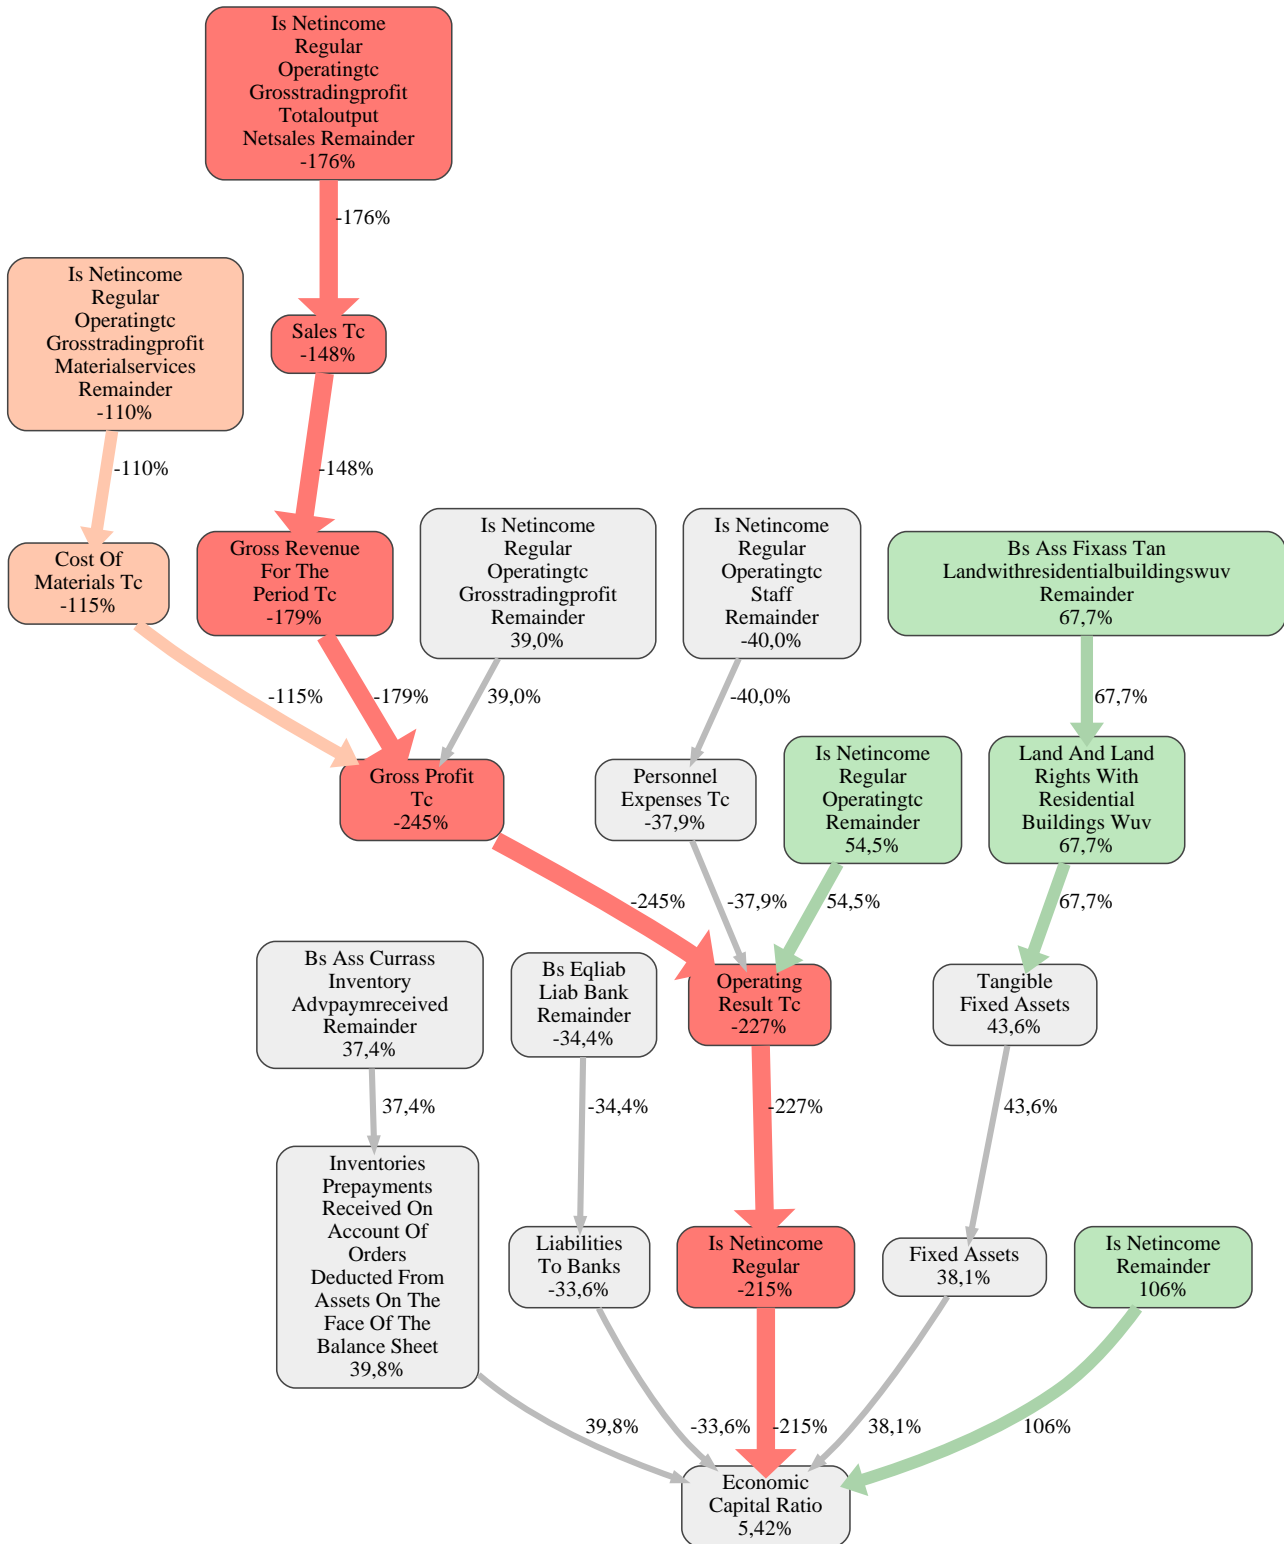 Is Netincome
Regular
Operatingtc
Grosstradingprofit
Totaloutput
Netsales Remainder
-176%
-176%
Is Netincome
Regular
Operatingtc
Grosstradingprofit
Materialservices
Remainder
-110%
Sales Tc
-148%
-110%
-148%
Cost Of
Materials Tc
-115%
Gross Revenue
For The
Period Tc
-179%
Is Netincome
Regular
Operatingtc
Grosstradingprofit
Remainder
39,0%
Is Netincome
Regular
Operatingtc
Staff
Remainder
-40,0%
Bs Ass Fixass Tan
Landwithresidentialbuildingswuv
Remainder
67,7%
-115%
-179%
39,0%
-40,0%
67,7%
Gross Profit
Tc
-245%
Personnel
Expenses Tc
-37,9%
Is Netincome
Regular
Operatingtc
Remainder
54,5%
Land And Land
Rights With
Residential
Buildings Wuv
67,7%
-245%
-37,9%
54,5%
67,7%
Bs Ass Currass
Inventory
Advpaymreceived
Remainder
37,4%
Bs Eqliab
Liab Bank
Remainder
-34,4%
Operating
Result Tc
-227%
Tangible
Fixed Assets
43,6%
37,4%
-34,4%
-227%
43,6%
Inventories
Prepayments
Received On
Account Of
Orders
Deducted From
Assets On The
Face Of The
Balance Sheet
39,8%
Liabilities
To Banks
-33,6%
Is Netincome
Regular
-215%
Fixed Assets
38,1%
Is Netincome
Remainder
106%
39,8%
-33,6%
-215%
38,1%
106%
Economic
Capital Ratio
5,42%